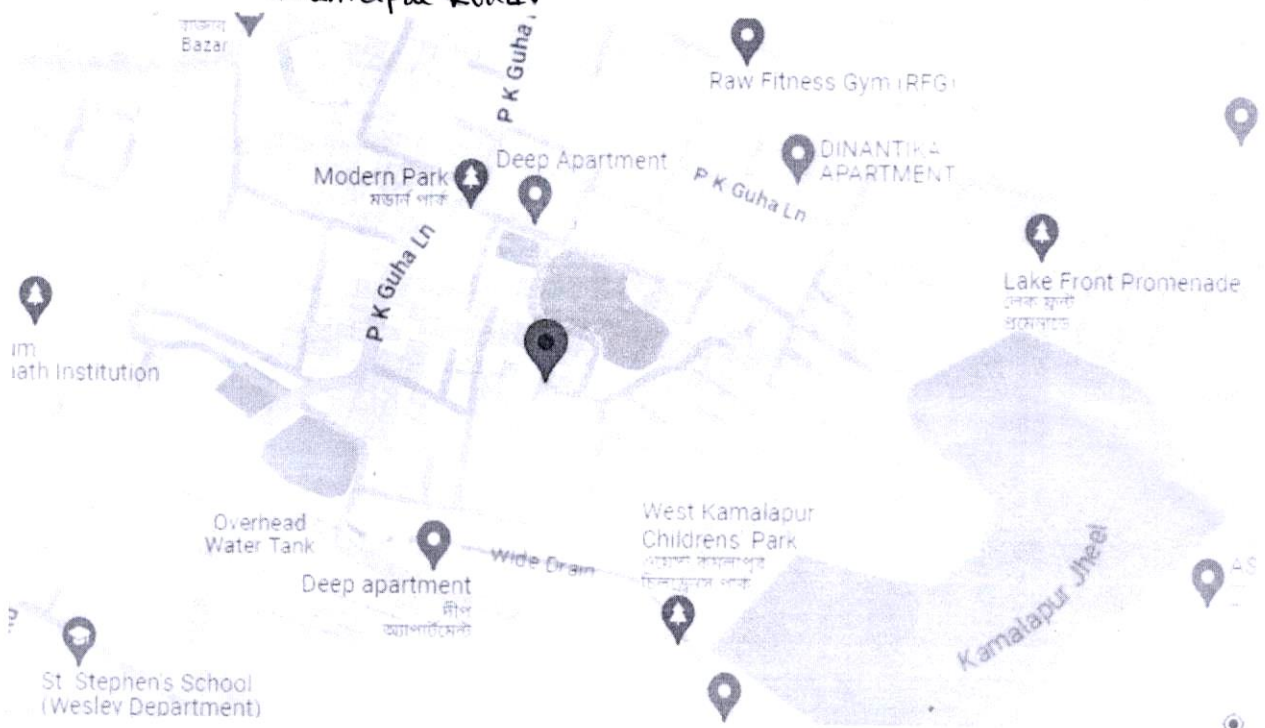 Bazar
P K Guha
Raw Fitness Gym (RFG)
Deep Apartment
DINANTIKA
APARTMENT
Modern Park
মডার্ন পার্ক
P K Guha Ln
P K Guha Ln
Lake Front Promenade
লেক ফ্রন্ট
ath Institution
Overhead
Water Tank
West Kamalapur
Childrens Park
Wide Drain
Deep apartment
দীপ
অ্যাপার্টমেন্ট
Kamalapur Jheel
AS
St Stephen's School
(Wesley Department)